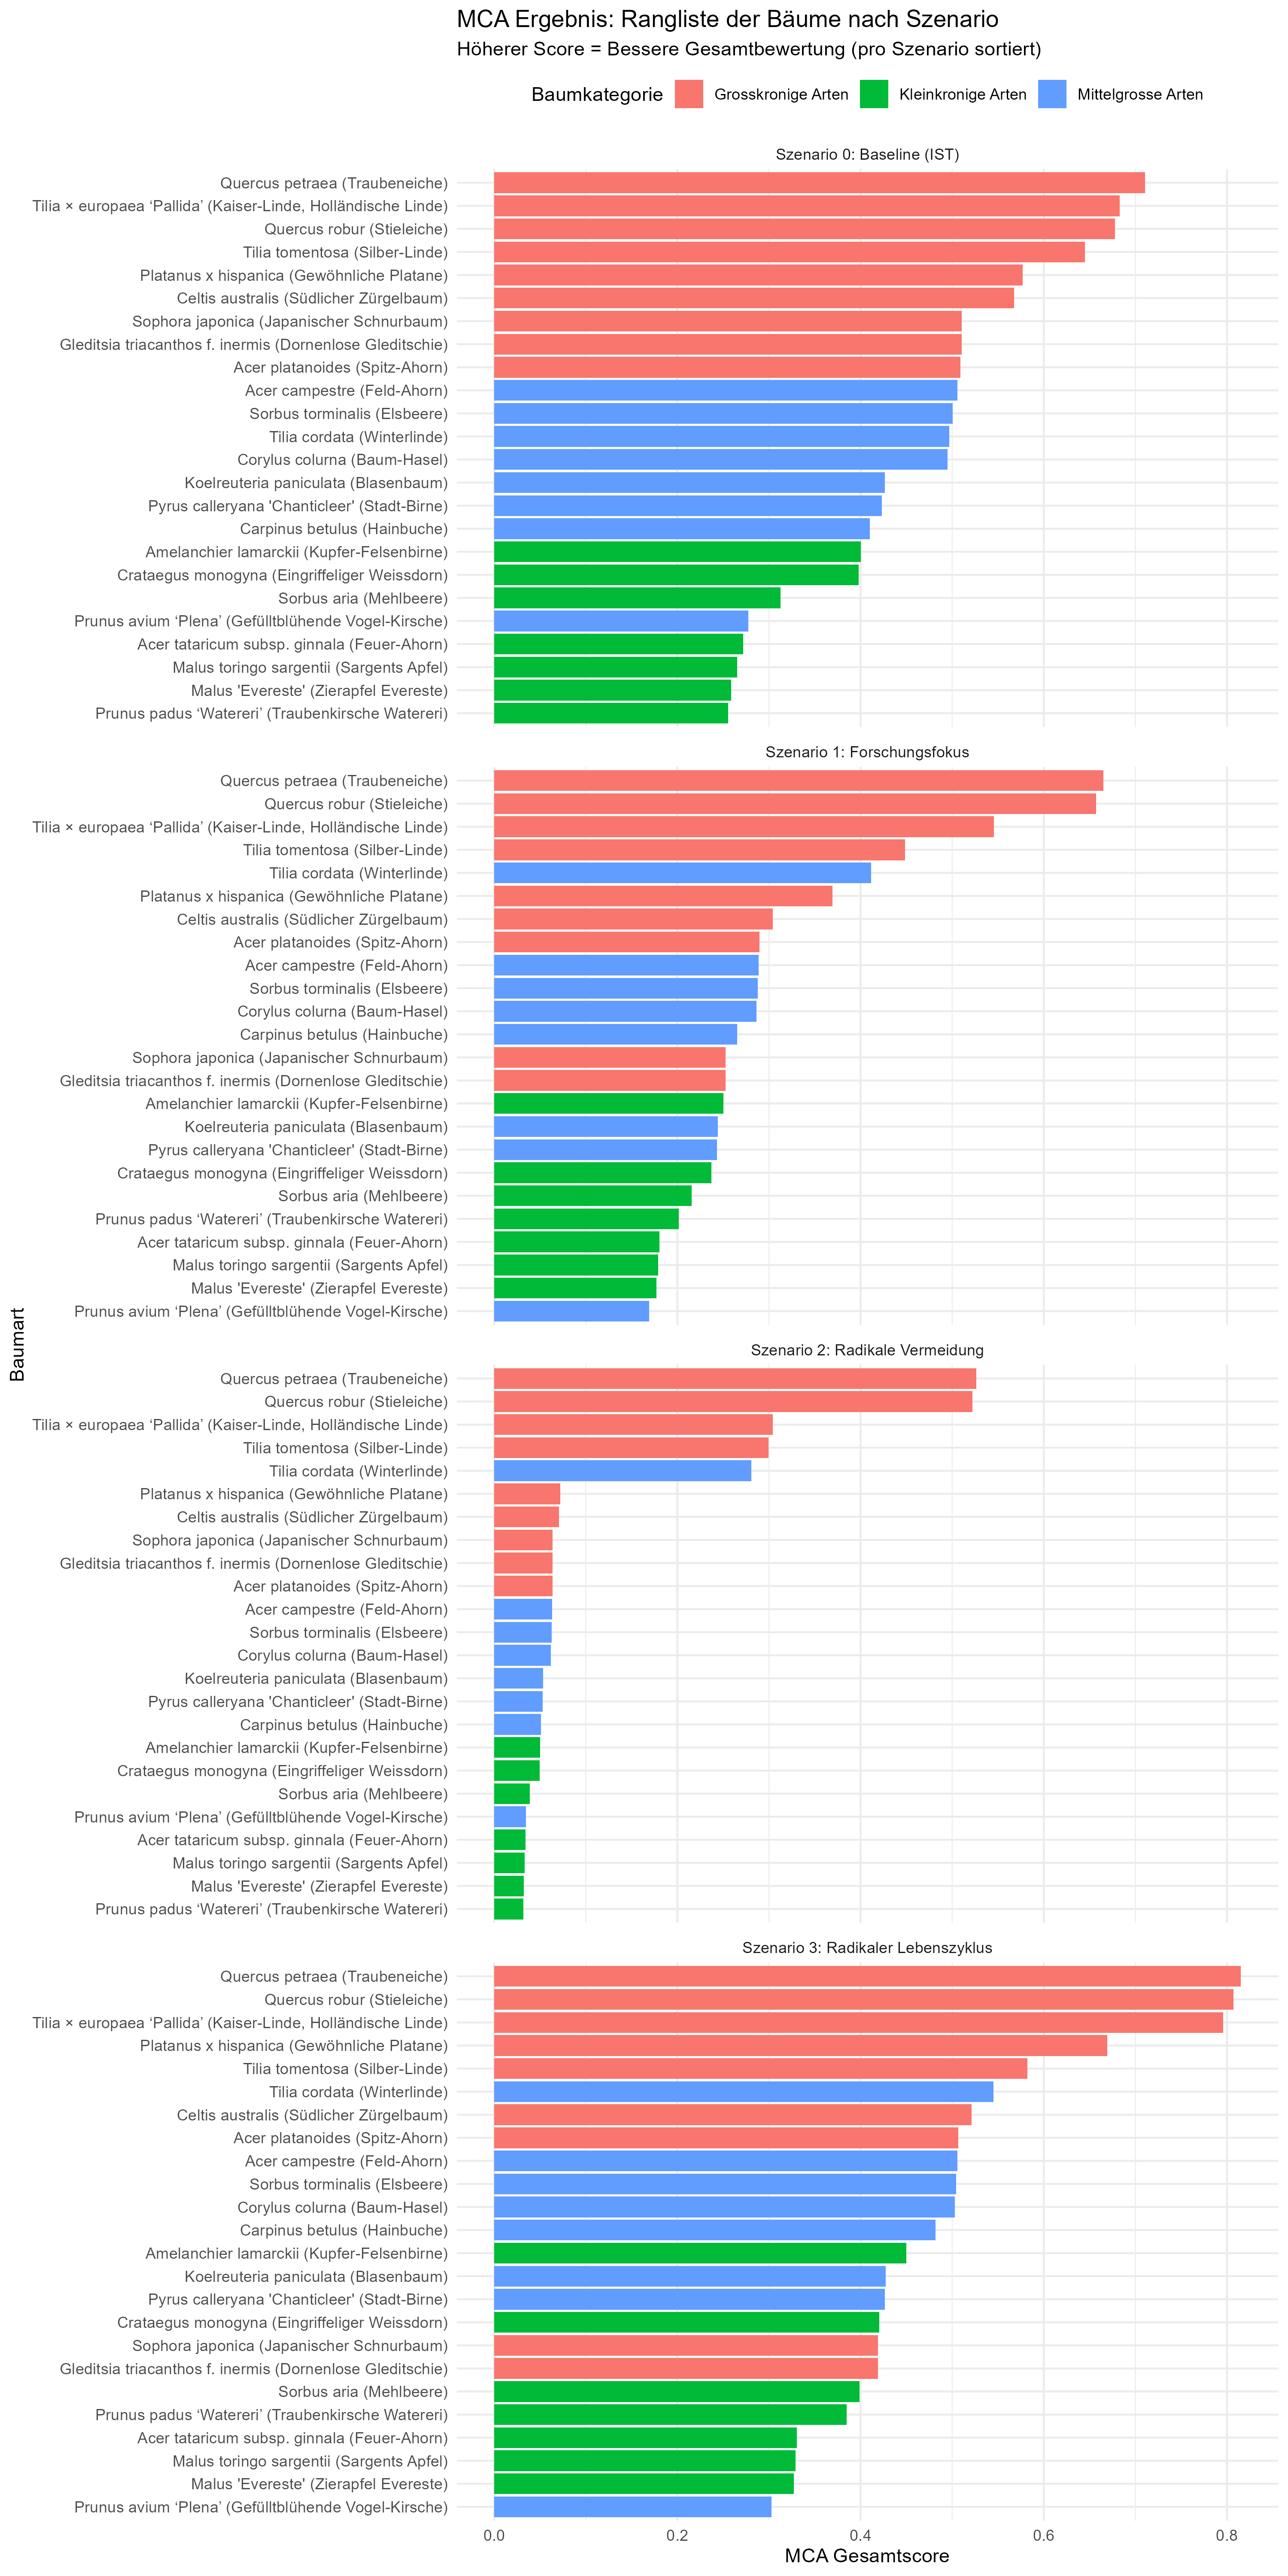 MCA Ergebnis: Rangliste der Bäume nach Szenario
Höherer Score = Bessere Gesamtbewertung (pro Szenario sortiert)
Baumkategorie Grosskronige Arten Kleinkronige Arten Mittelgrosse Arten
Szenario 0: Baseline (IST)
Quercus petraea (Traubeneiche)
Tilia × europaea ‘Pallida’ (Kaiser-Linde, Holländische Linde)
Quercus robur (Stieleiche)
Tilia tomentosa (Silber-Linde)
Platanus x hispanica (Gewöhnliche Platane)
Celtis australis (Südlicher Zürgelbaum)
Sophora japonica (Japanischer Schnurbaum)
Gleditsia triacanthos f. inermis (Dornenlose Gleditschie)
Acer platanoides (Spitz-Ahorn)
Acer campestre (Feld-Ahorn)
Sorbus torminalis (Elsbeere)
Tilia cordata (Winterlinde)
Corylus colurna (Baum-Hasel)
Koelreuteria paniculata (Blasenbaum)
Pyrus calleryana 'Chanticleer' (Stadt-Birne)
Carpinus betulus (Hainbuche)
Amelanchier lamarckii (Kupfer-Felsenbirne)
Crataegus monogyna (Eingriffeliger Weissdorn)
Sorbus aria (Mehlbeere)
Prunus avium ‘Plena’ (Gefülltblühende Vogel-Kirsche)
Acer tataricum subsp. ginnala (Feuer-Ahorn)
Malus toringo sargentii (Sargents Apfel)
Malus 'Evereste' (Zierapfel Evereste)
Prunus padus ‘Watereri’ (Traubenkirsche Watereri)
Szenario 1: Forschungsfokus
Quercus petraea (Traubeneiche)
Quercus robur (Stieleiche)
Tilia × europaea ‘Pallida’ (Kaiser-Linde, Holländische Linde)
Tilia tomentosa (Silber-Linde)
Tilia cordata (Winterlinde)
Platanus x hispanica (Gewöhnliche Platane)
Celtis australis (Südlicher Zürgelbaum)
Acer platanoides (Spitz-Ahorn)
Acer campestre (Feld-Ahorn)
Sorbus torminalis (Elsbeere)
Corylus colurna (Baum-Hasel)
Carpinus betulus (Hainbuche)
Sophora japonica (Japanischer Schnurbaum)
Gleditsia triacanthos f. inermis (Dornenlose Gleditschie)
Amelanchier lamarckii (Kupfer-Felsenbirne)
Koelreuteria paniculata (Blasenbaum)
Pyrus calleryana 'Chanticleer' (Stadt-Birne)
Crataegus monogyna (Eingriffeliger Weissdorn)
Sorbus aria (Mehlbeere)
Prunus padus ‘Watereri’ (Traubenkirsche Watereri)
Acer tataricum subsp. ginnala (Feuer-Ahorn)
Malus toringo sargentii (Sargents Apfel)
Malus 'Evereste' (Zierapfel Evereste)
Prunus avium ‘Plena’ (Gefülltblühende Vogel-Kirsche)
Baumart
Szenario 2: Radikale Vermeidung
Quercus petraea (Traubeneiche)
Quercus robur (Stieleiche)
Tilia × europaea ‘Pallida’ (Kaiser-Linde, Holländische Linde)
Tilia tomentosa (Silber-Linde)
Tilia cordata (Winterlinde)
Platanus x hispanica (Gewöhnliche Platane)
Celtis australis (Südlicher Zürgelbaum)
Sophora japonica (Japanischer Schnurbaum)
Gleditsia triacanthos f. inermis (Dornenlose Gleditschie)
Acer platanoides (Spitz-Ahorn)
Acer campestre (Feld-Ahorn)
Sorbus torminalis (Elsbeere)
Corylus colurna (Baum-Hasel)
Koelreuteria paniculata (Blasenbaum)
Pyrus calleryana 'Chanticleer' (Stadt-Birne)
Carpinus betulus (Hainbuche)
Amelanchier lamarckii (Kupfer-Felsenbirne)
Crataegus monogyna (Eingriffeliger Weissdorn)
Sorbus aria (Mehlbeere)
Prunus avium ‘Plena’ (Gefülltblühende Vogel-Kirsche)
Acer tataricum subsp. ginnala (Feuer-Ahorn)
Malus toringo sargentii (Sargents Apfel)
Malus 'Evereste' (Zierapfel Evereste)
Prunus padus ‘Watereri’ (Traubenkirsche Watereri)
Szenario 3: Radikaler Lebenszyklus
Quercus petraea (Traubeneiche)
Quercus robur (Stieleiche)
Tilia × europaea ‘Pallida’ (Kaiser-Linde, Holländische Linde)
Platanus x hispanica (Gewöhnliche Platane)
Tilia tomentosa (Silber-Linde)
Tilia cordata (Winterlinde)
Celtis australis (Südlicher Zürgelbaum)
Acer platanoides (Spitz-Ahorn)
Acer campestre (Feld-Ahorn)
Sorbus torminalis (Elsbeere)
Corylus colurna (Baum-Hasel)
Carpinus betulus (Hainbuche)
Amelanchier lamarckii (Kupfer-Felsenbirne)
Koelreuteria paniculata (Blasenbaum)
Pyrus calleryana 'Chanticleer' (Stadt-Birne)
Crataegus monogyna (Eingriffeliger Weissdorn)
Sophora japonica (Japanischer Schnurbaum)
Gleditsia triacanthos f. inermis (Dornenlose Gleditschie)
Sorbus aria (Mehlbeere)
Prunus padus ‘Watereri’ (Traubenkirsche Watereri)
Acer tataricum subsp. ginnala (Feuer-Ahorn)
Malus toringo sargentii (Sargents Apfel)
Malus 'Evereste' (Zierapfel Evereste)
Prunus avium ‘Plena’ (Gefülltblühende Vogel-Kirsche)
0.0 0.2 0.4 0.6 0.8
MCA Gesamtscore